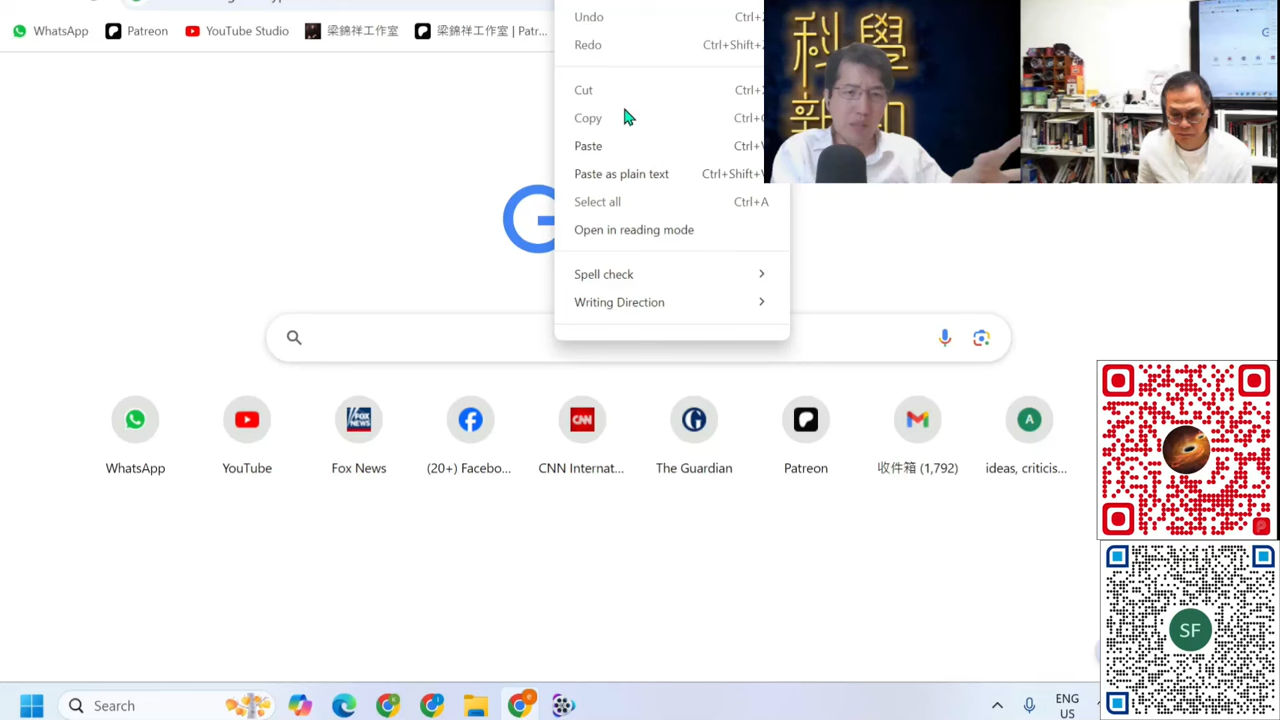 WhatsApp
Patreon
YouTube Studio
梁錦祥工作室
梁錦祥工作室 | Patr...
Undo
Redo Ctrl+Shift+
Cut
Copy
Paste
Paste as plain text Ctrl+Shift+
Select all Ctrl+A
Open in reading mode
Spell check
Writing Direction
科學
新知
G
WhatsApp
YouTube
FOX NEWS
Fox News
(20+) Facebo...
CNN
CNN Internat...
The Guardian
Patreon
收件箱 (1,792)
A
ideas, criticis...
SF
Search
ENG
US